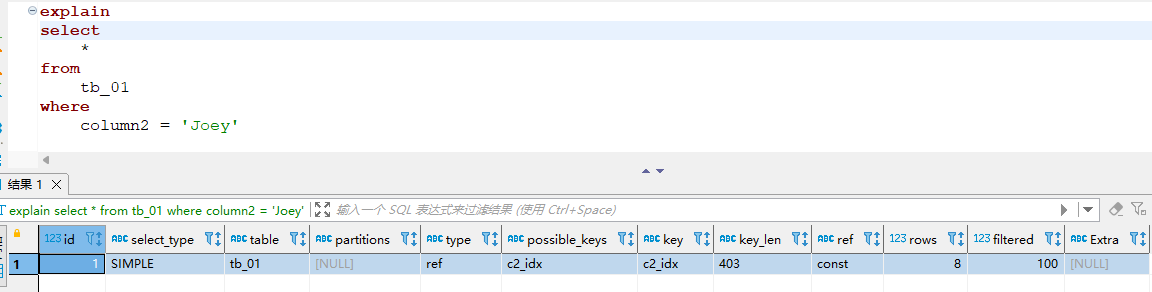 explain
select
*
from
tb_01
where
column2 = 'Joey'
结果 1
explain select * from tb_01 where column2 = 'Joey' 输入一个 SQL 表达式来过滤结果 (使用 Ctrl+Space)
123 id ABC select_type ABC table ABC partitions ABC type ABC possible_keys ABC key ABC key_len ABC ref 123 rows 123 filtered ABC Extra
1 1 SIMPLE tb_01 [NULL] ref c2_idx c2_idx 403 const 8 100 [NULL]